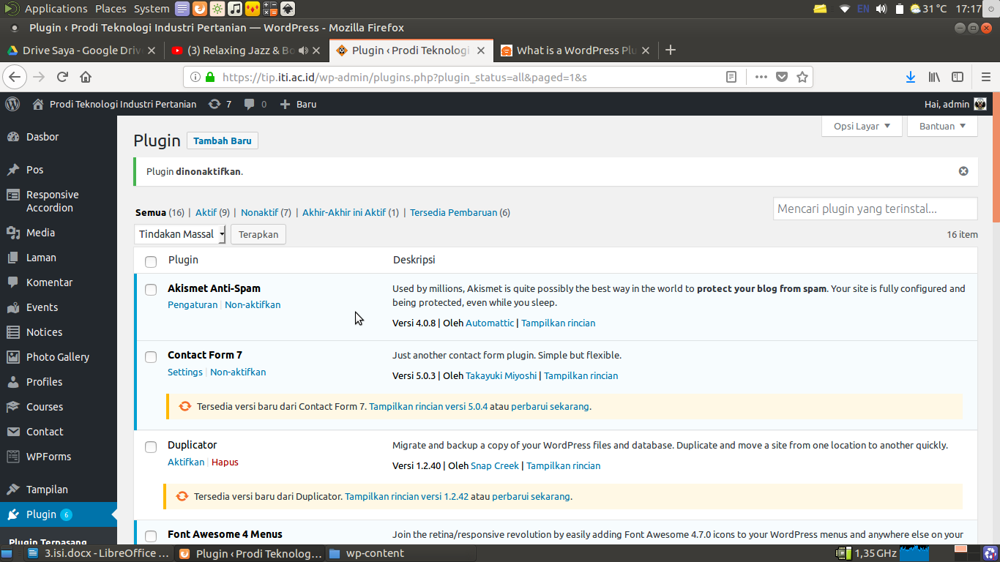 Applications Places System EN 31 °C 17:17
Plugin ‹ Prodi Teknologi Industri Pertanian — WordPress - Mozilla Firefox
Drive Saya - Google Driv (3) Relaxing Jazz & Bo Plugin ‹ Prodi Teknologi What is a WordPress Plu
https://tip.iti.ac.id/wp-admin/plugins.php?plugin_status=all&paged=1&s
Prodi Teknologi Industri Pertanian 7 0 Baru Hai, admin
Dasbor
Pos
Responsive
Accordion
Media
Laman
Komentar
Events
Notices
Photo Gallery
Profiles
Courses
Contact
WPForms
Tampilan
Plugin 6
Plugin Terpasang
Opsi Layar Bantuan
Plugin Tambah Baru
Plugin dinonaktifkan.
Semua (16) | Aktif (9) | Nonaktif (7) | Akhir-Akhir ini Aktif (1) | Tersedia Pembaruan (6)
Mencari plugin yang terinstal...
Tindakan Massal Terapkan 16 item
Plugin Deskripsi
Akismet Anti-Spam
Pengaturan | Non-aktifkan
Used by millions, Akismet is quite possibly the best way in the world to protect your blog from spam. Your site is fully configured and
being protected, even while you sleep.
Versi 4.0.8 | Oleh Automattic | Tampilkan rincian
Contact Form 7
Settings | Non-aktifkan
Just another contact form plugin. Simple but flexible.
Versi 5.0.3 | Oleh Takayuki Miyoshi | Tampilkan rincian
Tersedia versi baru dari Contact Form 7. Tampilkan rincian versi 5.0.4 atau perbarui sekarang.
Duplicator
Aktifkan | Hapus
Migrate and backup a copy of your WordPress files and database. Duplicate and move a site from one location to another quickly.
Versi 1.2.40 | Oleh Snap Creek | Tampilkan rincian
Tersedia versi baru dari Duplicator. Tampilkan rincian versi 1.2.42 atau perbarui sekarang.
Font Awesome 4 Menus
Join the retina/responsive revolution by easily adding Font Awesome 4.7.0 icons to your WordPress menus and anywhere else on your
3.isi.docx - LibreOffice ... Plugin ‹ Prodi Teknolog... wp-content 1,35 GHz